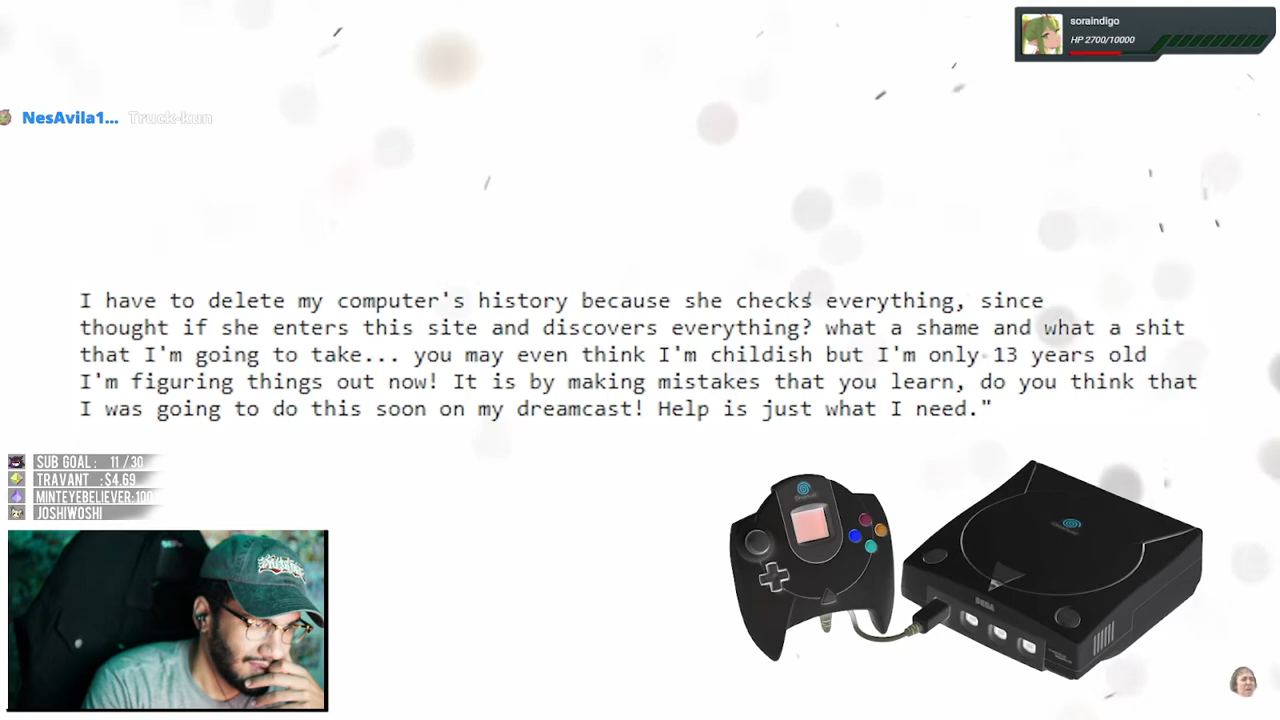 soraindigo
HP 2700/10000
NesAvila1... Truck-kun
I have to delete my computer's history because she checks everything, since
thought if she enters this site and discovers everything? what a shame and what a shit
that I'm going to take... you may even think I'm childish but I'm only 13 years old
I'm figuring things out now! It is by making mistakes that you learn, do you think that
I was going to do this soon on my dreamcast! Help is just what I need."
SUB GOAL: 11/30
TRAVANT :$4.69
MINTEYEBELIEVER:100
JOSHIWOSHI
SEGA